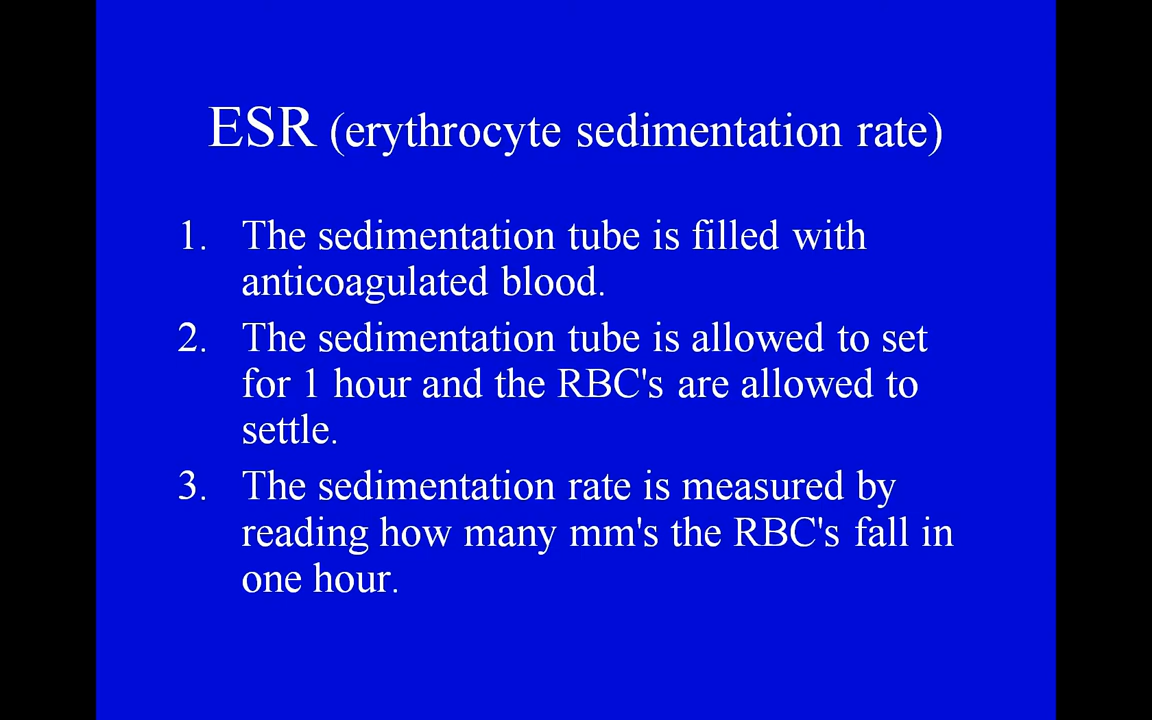 ESR (erythrocyte sedimentation rate)
1. The sedimentation tube is filled with
anticoagulated blood.
2. The sedimentation tube is allowed to set
for 1 hour and the RBC's are allowed to
settle.
3. The sedimentation rate is measured by
reading how many mm's the RBC's fall in
one hour.